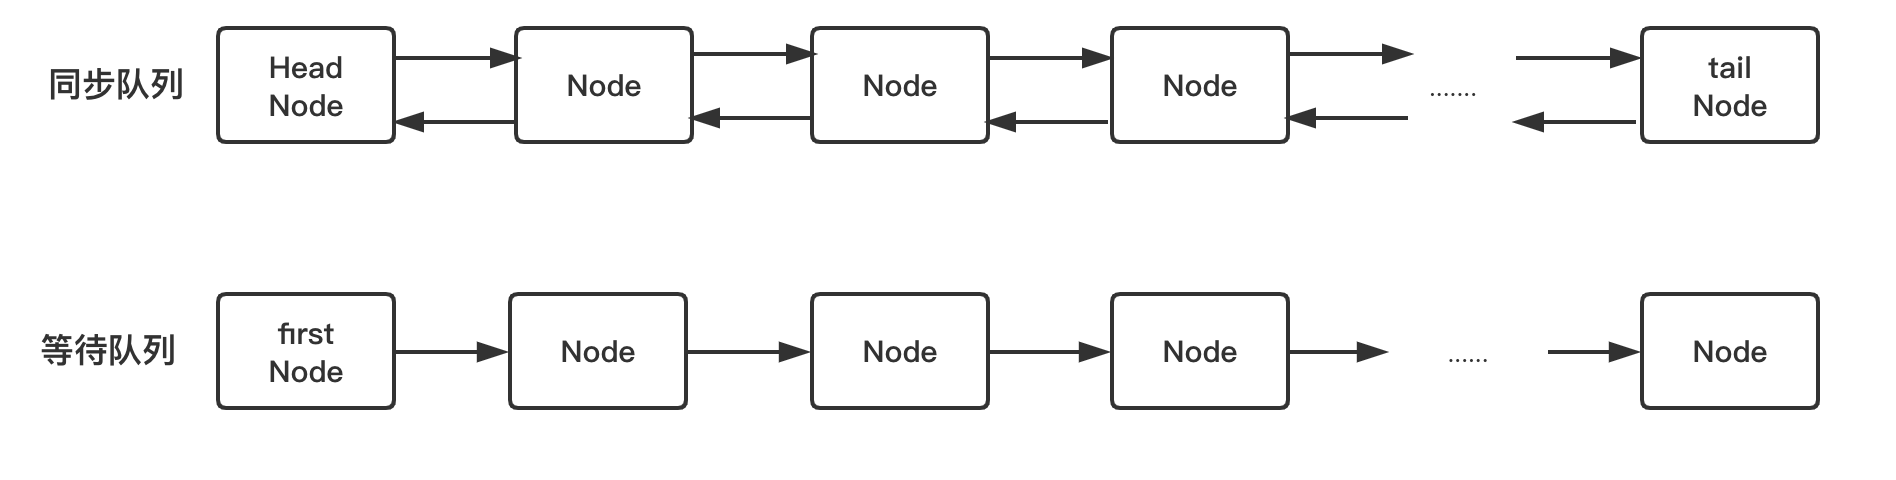 同步队列
Head
Node
Node
Node
Node
.......
tail
Node
等待队列
first
Node
Node
Node
Node
......
Node